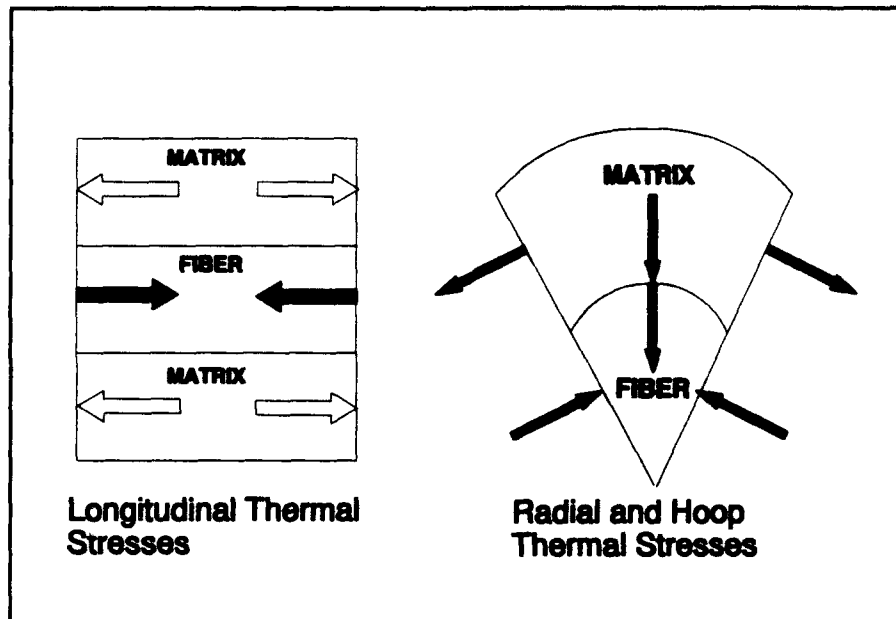 MATRIX
FIBER
MATRIX
Longitudinal Thermal
Stresses
MATRIX
FIBER
Radial and Hoop
Thermal Stresses